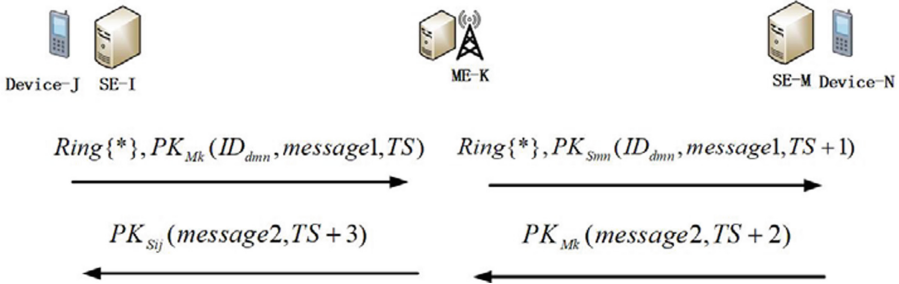 Device-J SE-I ME-K SE-M Device-N
Ring{*}, PK_Mk(ID_dmn, message1, TS) Ring{*}, PK_Smn(ID_dmn, message1, TS + 1)
PK_Sij(message2, TS + 3) PK_Mk(message2, TS + 2)